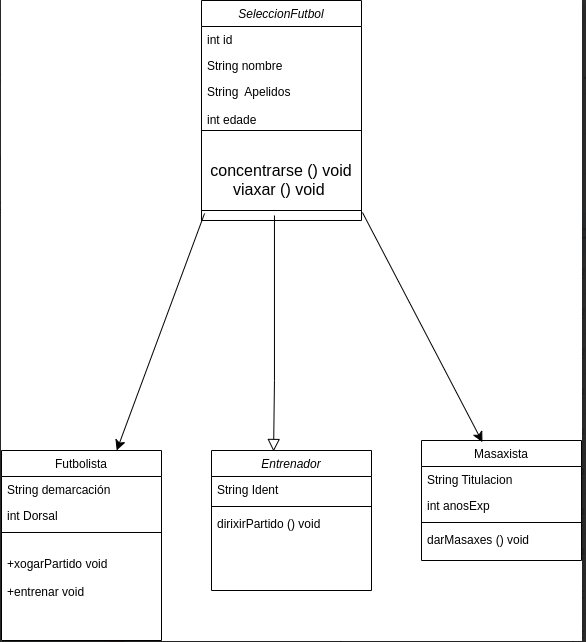 SeleccionFutbol
int id
String nombre
String Apelidos
int edade
concentrarse () void
viaxar () void
Futbolista
String demarcación
int Dorsal
+xogarPartido void
+entrenar void
Entrenador
String Ident
dirixirPartido () void
Masaxista
String Titulacion
int anosExp
darMasaxes () void